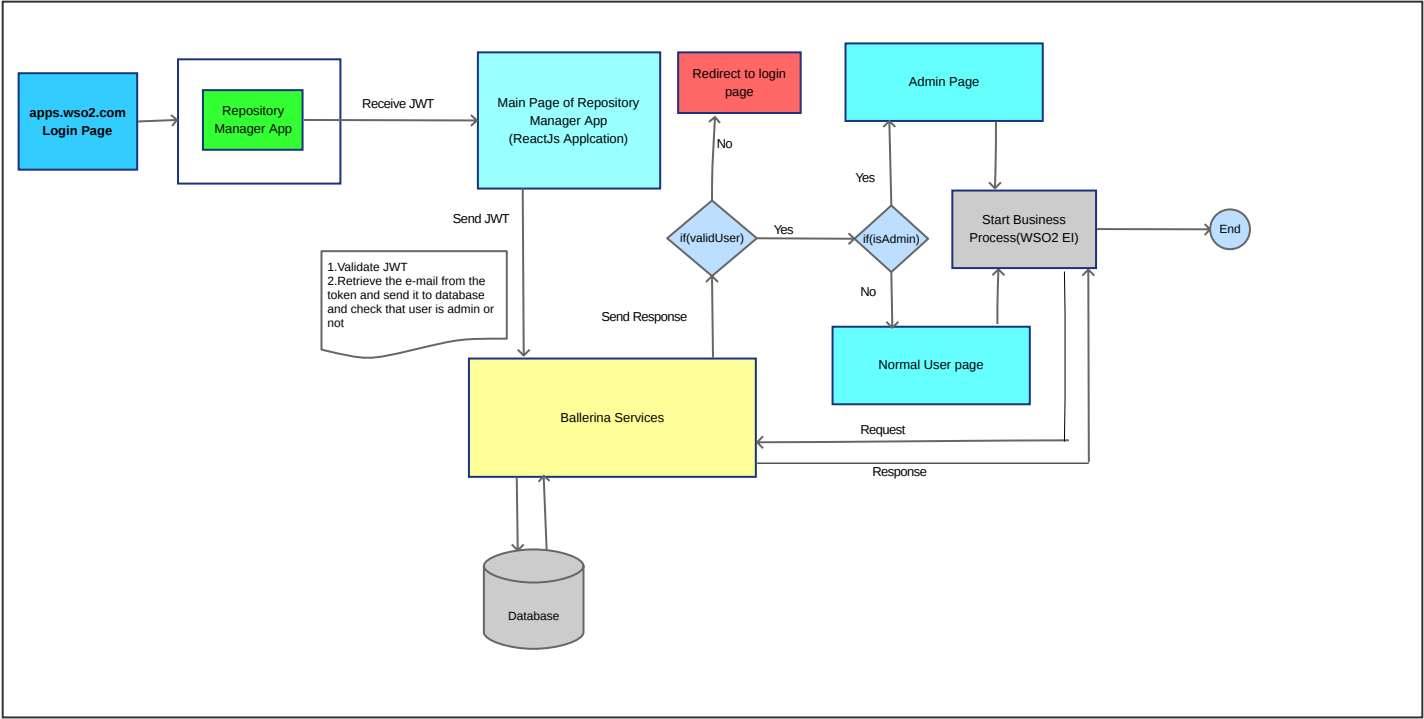 apps.wso2.com
Login Page
Repository
Manager App
Receive JWT
Main Page of Repository
Manager App
(ReactJs Applcation)
Redirect to login
page
Admin Page
No
Yes
Send JWT
if(validUser)
Yes
if(isAdmin)
Start Business
Process(WSO2 EI)
End
1.Validate JWT
2.Retrieve the e-mail from the
token and send it to database
and check that user is admin or
not
No
Send Response
Normal User page
Ballerina Services
Request
Response
Database